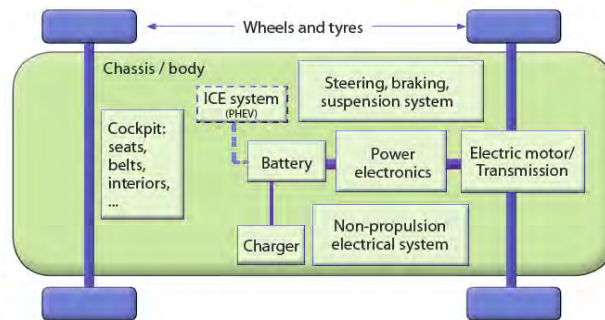 Wheels and tyres
Chassis / body
Steering, braking,
suspension system
ICE system
(PHEV)
Cockpit:
seats,
belts,
interiors,
...
Battery
Power
electronics
Electric motor/
Transmission
Charger
Non-propulsion
electrical system